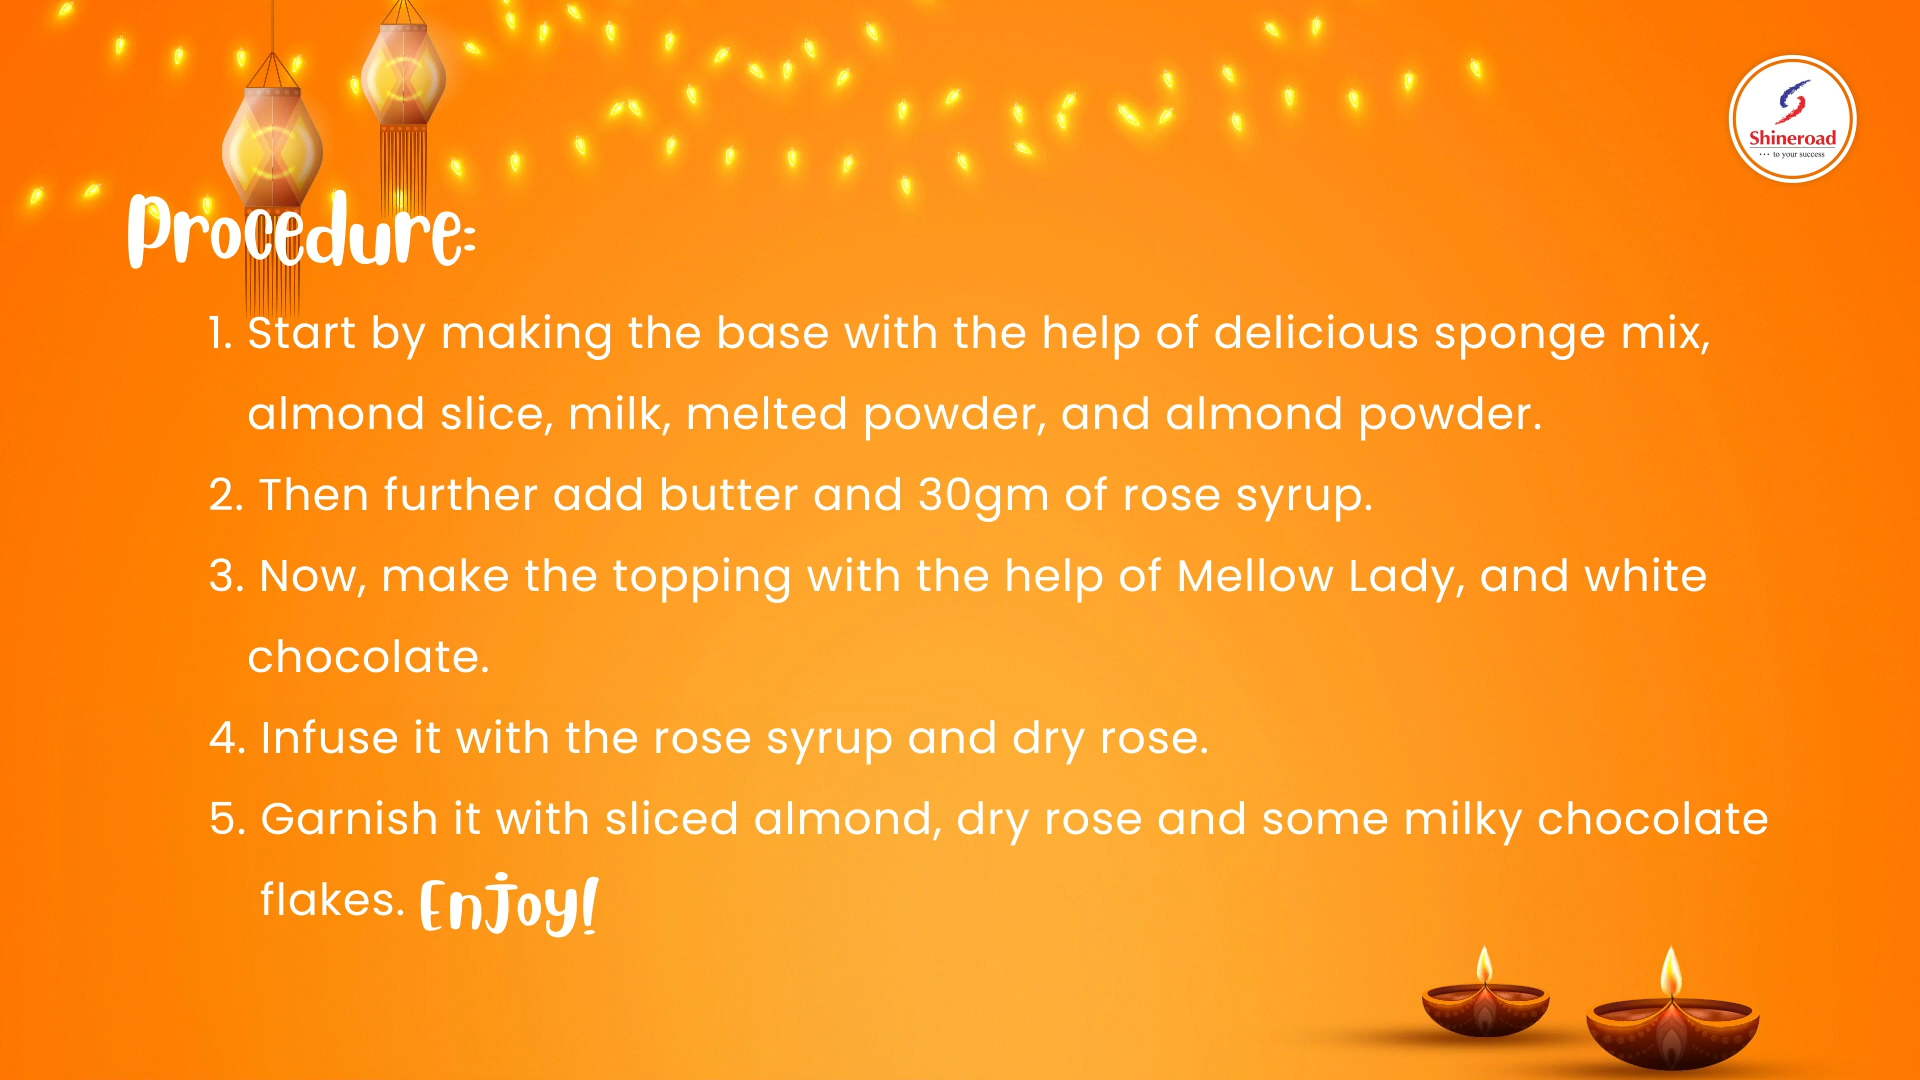 Shineroad
••• to your success
Procedure:
1. Start by making the base with the help of delicious sponge mix,
almond slice, milk, melted powder, and almond powder.
2. Then further add butter and 30gm of rose syrup.
3. Now, make the topping with the help of Mellow Lady, and white
chocolate.
4. Infuse it with the rose syrup and dry rose.
5. Garnish it with sliced almond, dry rose and some milky chocolate
flakes. Enjoy!